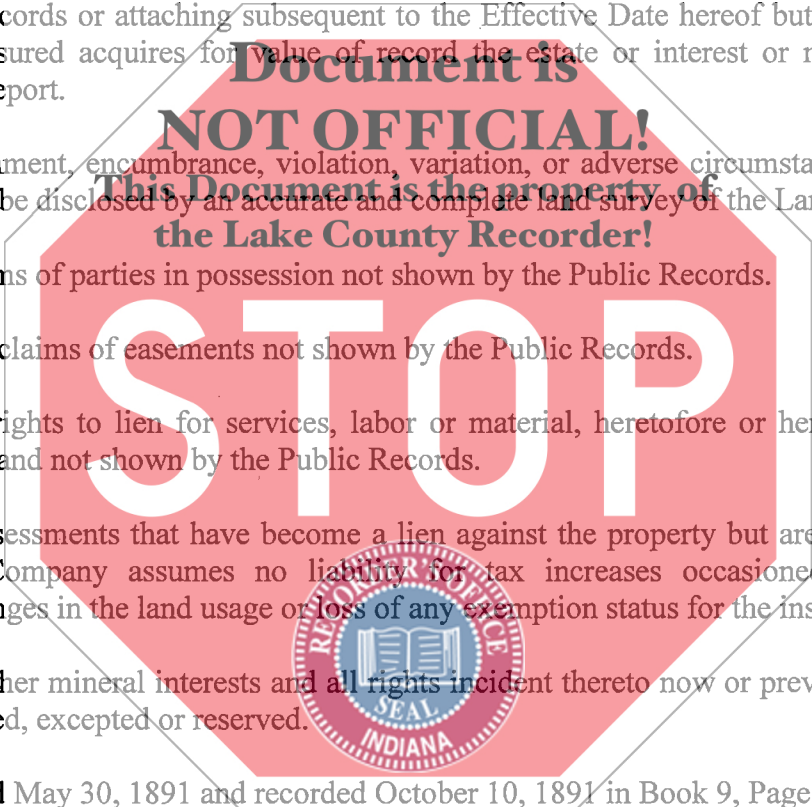 cords or attaching subsequent to the Effective Date hereof but
sured acquires for value of record the estate or interest or
eport.
Document is
NOT OFFICIAL!
ment, encumbrance, violation, variation, or adverse circumsta
This Document is the property of
be disclosed by an accurate and complete land survey of the Lan
the Lake County Recorder!
ns of parties in possession not shown by the Public Records.
claims of easements not shown by the Public Records.
STOP
ights to lien for services, labor or material, heretofore or her
and not shown by the Public Records.
sessments that have become a lien against the property but are
Company assumes no liability for tax increases occasione
nges in the land usage or loss of any exemption status for the ins
RECORDER'S OFFICE
SEAL
INDIANA
her mineral interests and all rights incident thereto now or prev
ed, excepted or reserved.
May 30, 1891 and recorded October 10, 1891 in Book 9, Page